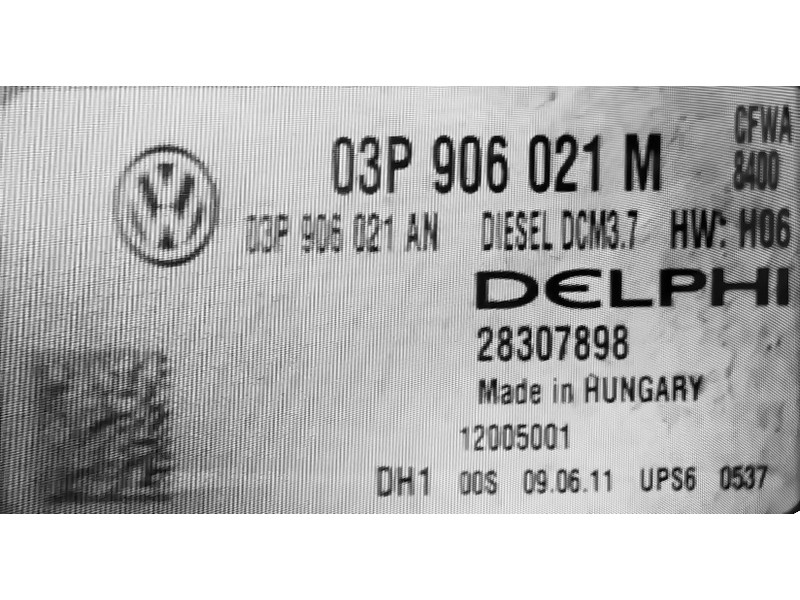 CFWA
03P 906 021 M 8400
03P 906 021 AN DIESEL DCM3.7 HW: H06
DELPHI
28307898
Made in HUNGARY
12005001
DH1 00S 09.06.11 UPS6 0537